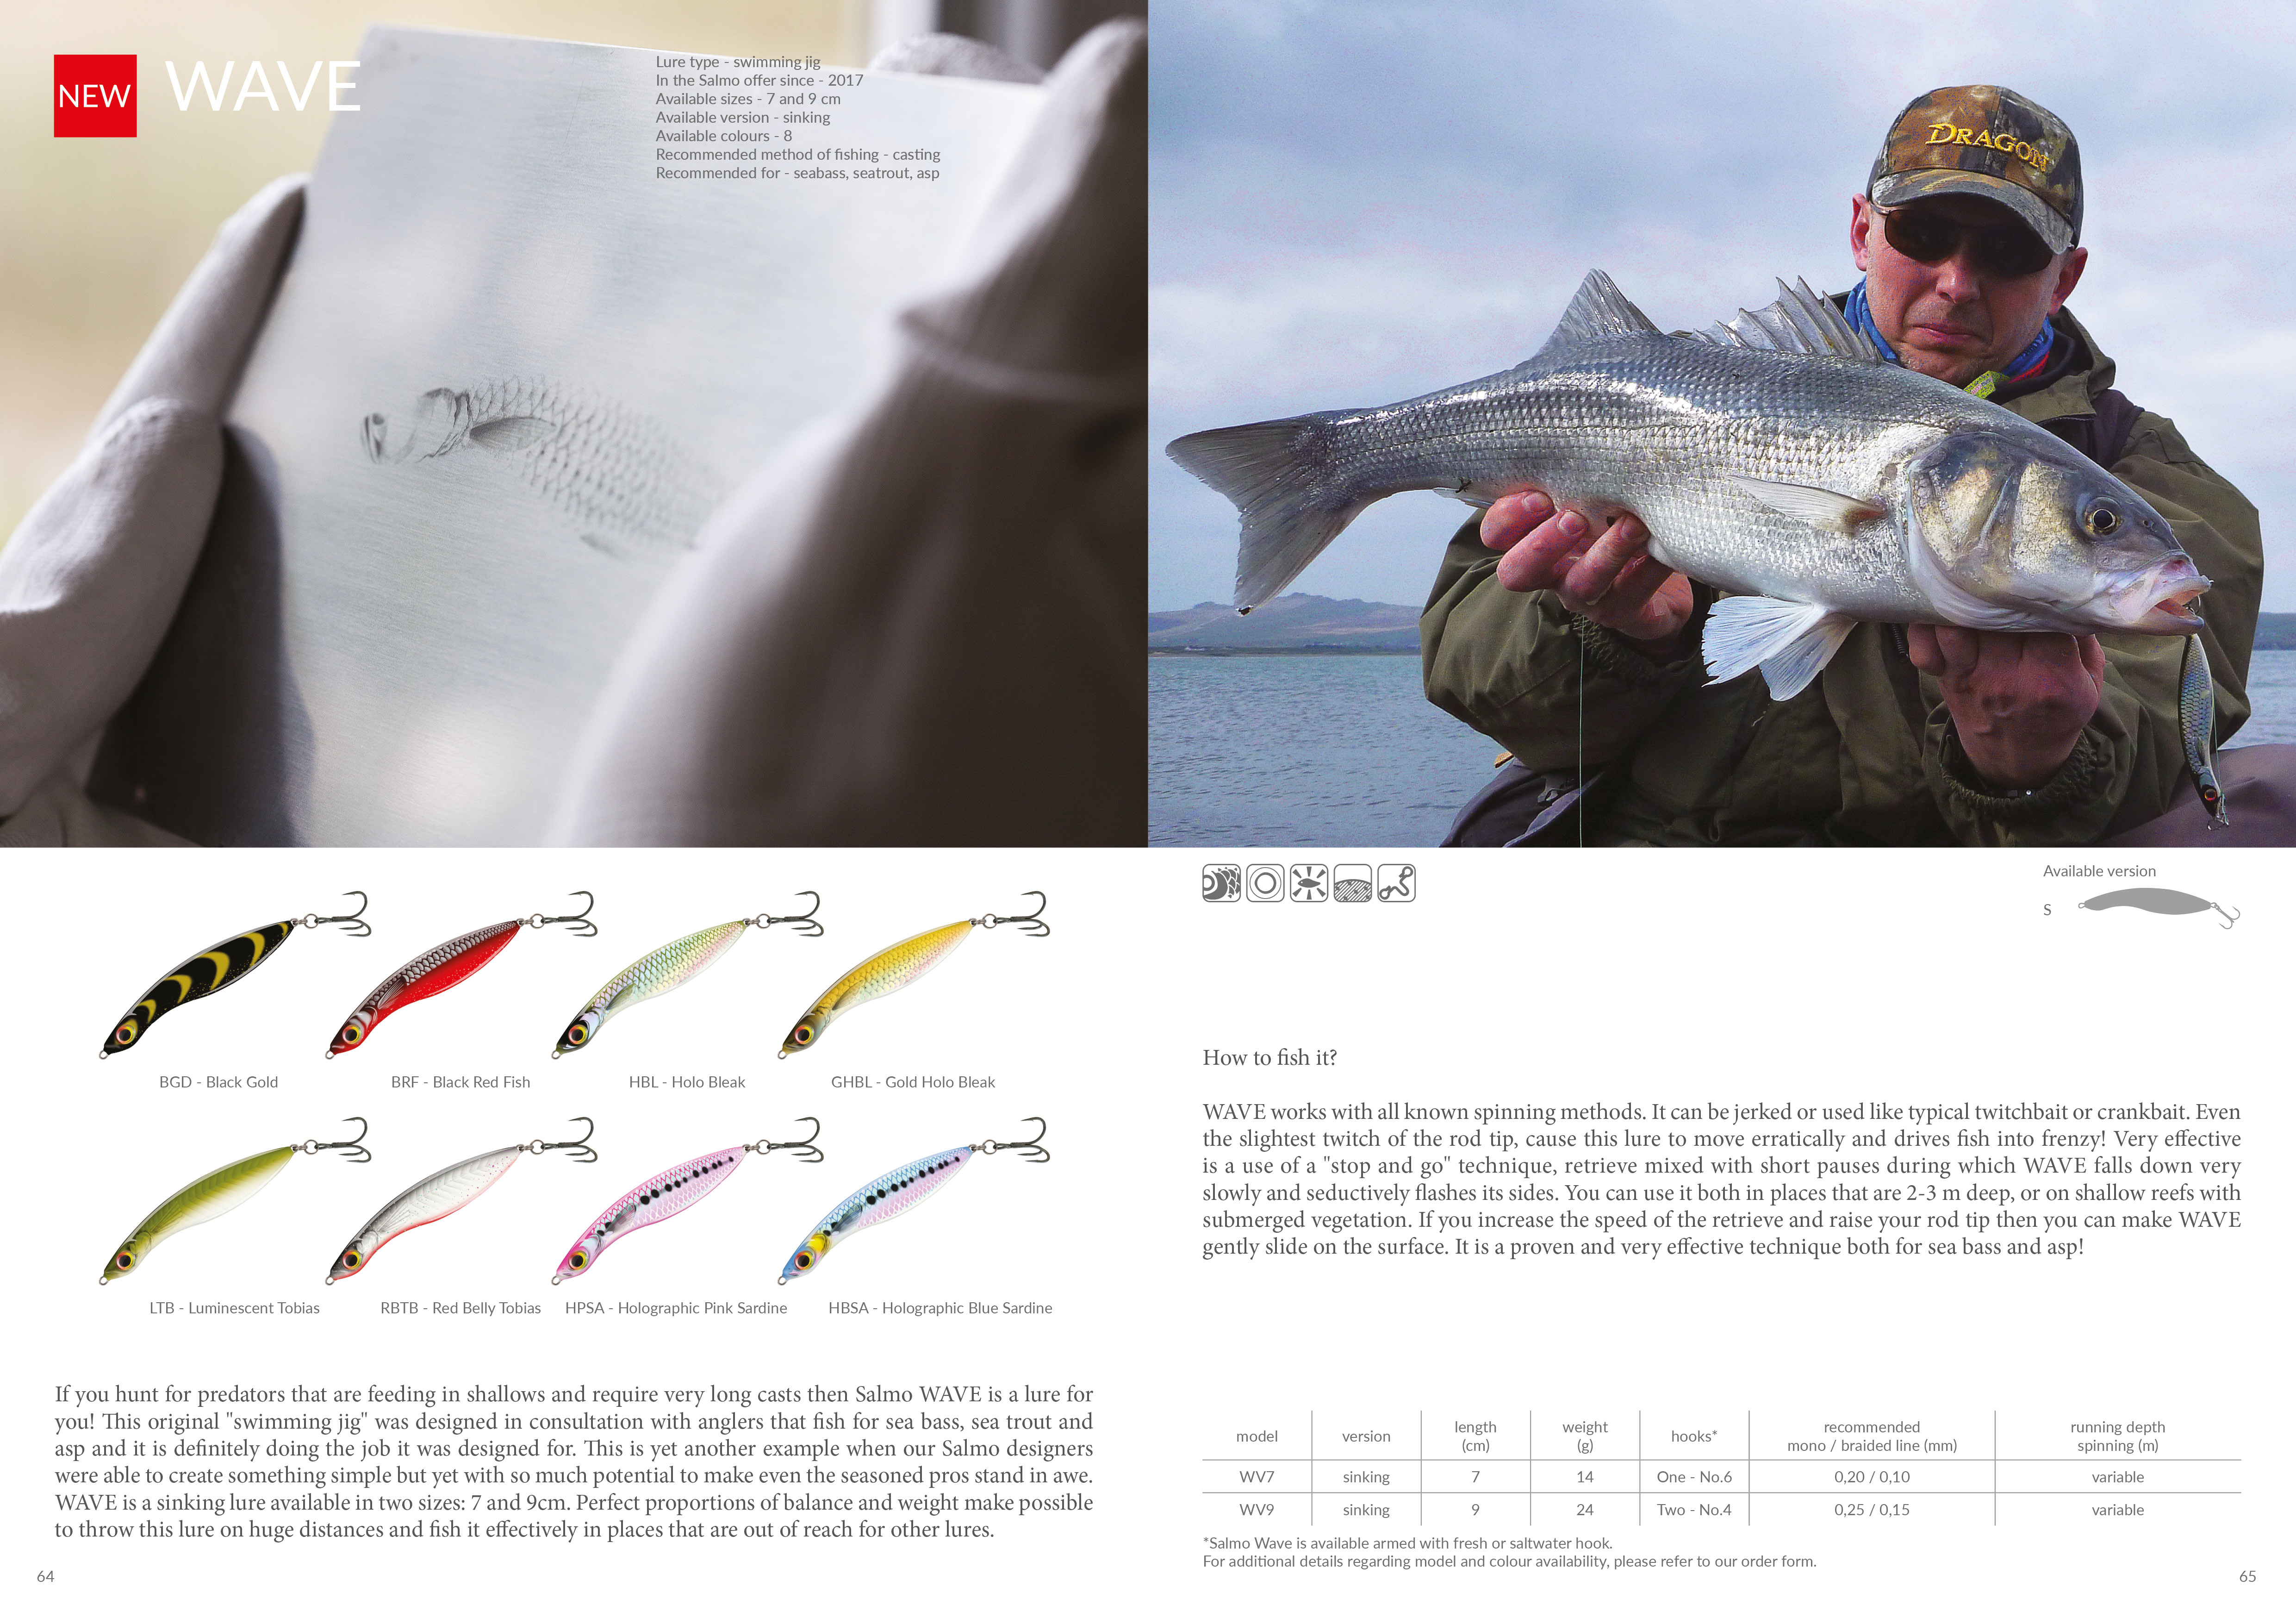 NEW
WAVE
Lure type - swimming jig
In the Salmo offer since - 2017
Available sizes - 7 and 9 cm
Available version - sinking
Available colours - 8
Recommended method of fishing - casting
Recommended for - seabass, seatrout, asp
DRAGON
BGD - Black Gold
BRF - Black Red Fish
HBL - Holo Bleak
GHBL - Gold Holo Bleak
LTB - Luminescent Tobias
RBTB - Red Belly Tobias
HPSA - Holographic Pink Sardine
HBSA - Holographic Blue Sardine
If you hunt for predators that are feeding in shallows and require very long casts then Salmo WAVE is a lure for
you! This original "swimming jig" was designed in consultation with anglers that fish for sea bass, sea trout and
asp and it is definitely doing the job it was designed for. This is yet another example when our Salmo designers
were able to create something simple but yet with so much potential to make even the seasoned pros stand in awe.
WAVE is a sinking lure available in two sizes: 7 and 9cm. Perfect proportions of balance and weight make possible
to throw this lure on huge distances and fish it effectively in places that are out of reach for other lures.
64
Available version
S
How to fish it?
WAVE works with all known spinning methods. It can be jerked or used like typical twitchbait or crankbait. Even
the slightest twitch of the rod tip, cause this lure to move erratically and drives fish into frenzy! Very effective
is a use of a "stop and go" technique, retrieve mixed with short pauses during which WAVE falls down very
slowly and seductively flashes its sides. You can use it both in places that are 2-3 m deep, or on shallow reefs with
submerged vegetation. If you increase the speed of the retrieve and raise your rod tip then you can make WAVE
gently slide on the surface. It is a proven and very effective technique both for sea bass and asp!
model version length (cm) weight (g) hooks* recommended mono / braided line (mm) running depth spinning (m)
WV7 sinking 7 14 One - No.6 0,20 / 0,10 variable
WV9 sinking 9 24 Two - No.4 0,25 / 0,15 variable
*Salmo Wave is available armed with fresh or saltwater hook.
For additional details regarding model and colour availability, please refer to our order form.
65